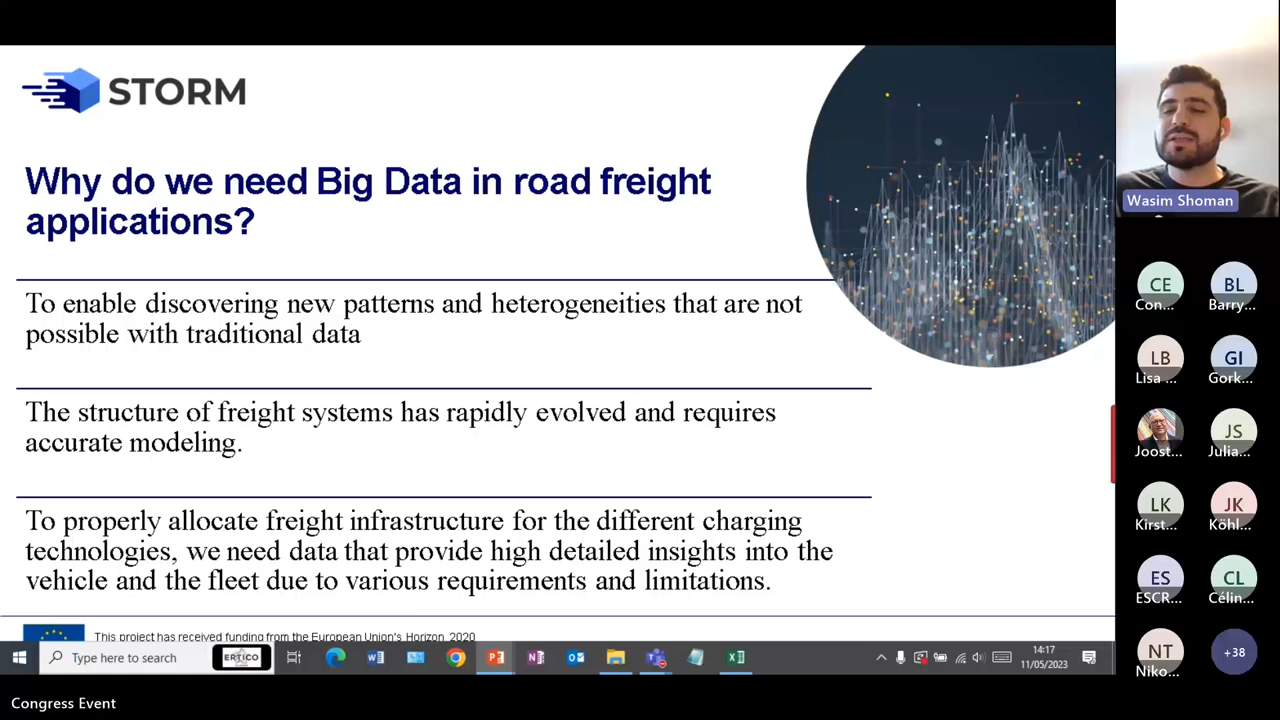 STORM
Why do we need Big Data in road freight
applications?
To enable discovering new patterns and heterogeneities that are not
possible with traditional data
The structure of freight systems has rapidly evolved and requires
accurate modeling.
To properly allocate freight infrastructure for the different charging
technologies, we need data that provide high detailed insights into the
vehicle and the fleet due to various requirements and limitations.
This project has received funding from the European Union's Horizon 2020
Type here to search
ERTICO
14:17
11/05/2023
Congress Event
Wasim Shoman
CE
BL
Con...
Barry...
LB
GI
Lisa ...
Gork...
JS
Joost...
Julia...
LK
JK
Kirst...
Köhl...
ES
CL
ESCR...
Célin...
NT
+38
Niko...